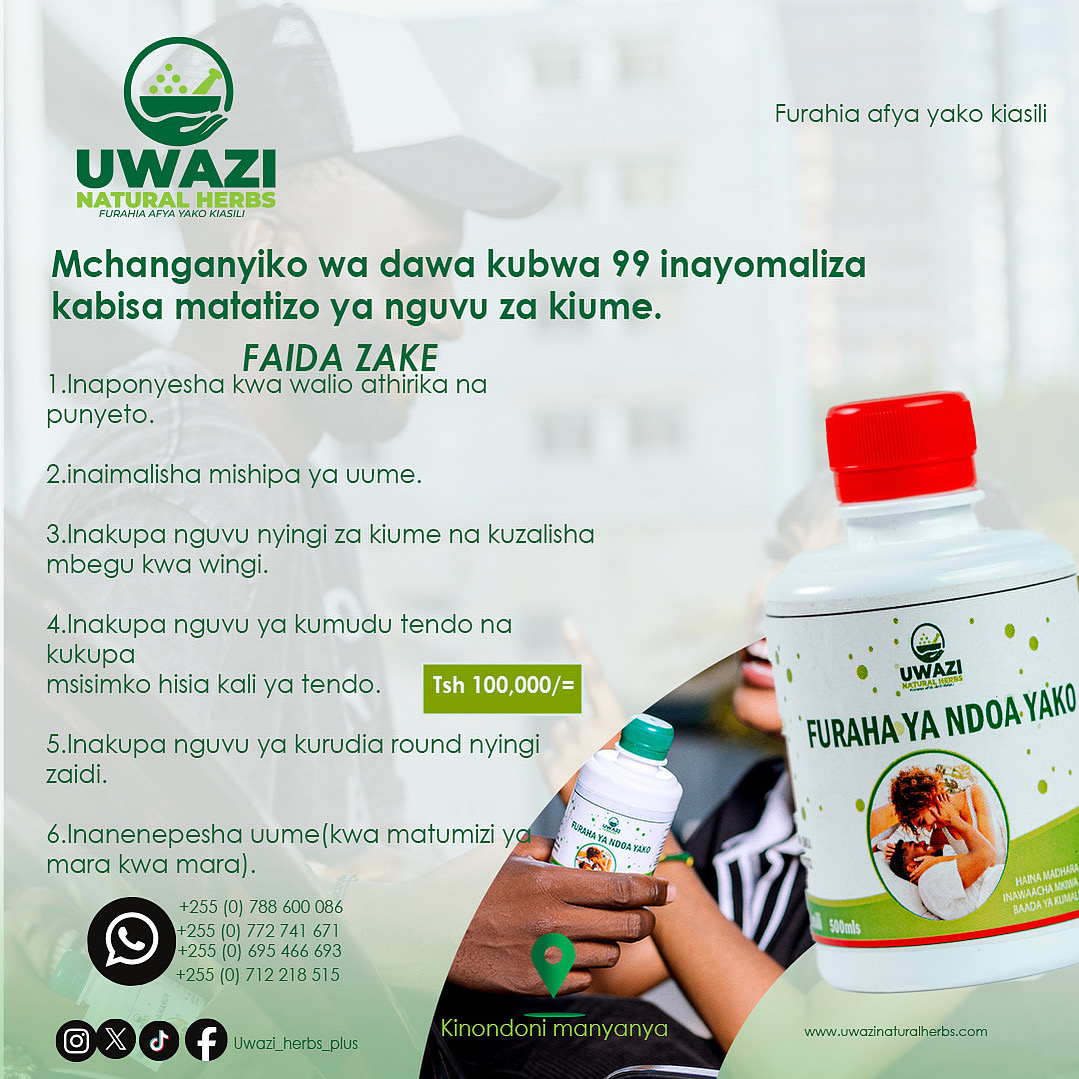 UWAZI
NATURAL HERBS
FURAHIA AFYA YAKO KIASILI
Furahia afya yako kiasili
Mchanganyiko wa dawa kubwa 99 inayomaliza
kabisa matatizo ya nguvu za kiume.
FAIDA ZAKE
1.Inaponyesha kwa walio athirika na
punyeto.
2.inaimalisha mishipa ya uume.
3.Inakupa nguvu nyingi za kiume na kuzalisha
mbegu kwa wingi.
4.Inakupa nguvu ya kumudu tendo na
kukupa
msisimko hisia kali ya tendo.
Tsh 100,000/=
5.Inakupa nguvu ya kurudia round nyingi
zaidi.
6.Inanenepesha uume(kwa matumizi ya
mara kwa mara).
UWAZI
NATURAL HERBS
FURAHA YA NDOA YAKO
HAINA MADHARA
INAWAACHA MKIWA
BAADA YA KUMAL
500mls
UWAZI
FURAHA YA NDOA YAKO
+255 (0) 788 600 086
+255 (0) 772 741 671
+255 (0) 695 466 693
+255 (0) 712 218 515
Uwazi_herbs_plus
Kinondoni manyanya
www.uwazinaturalherbs.com